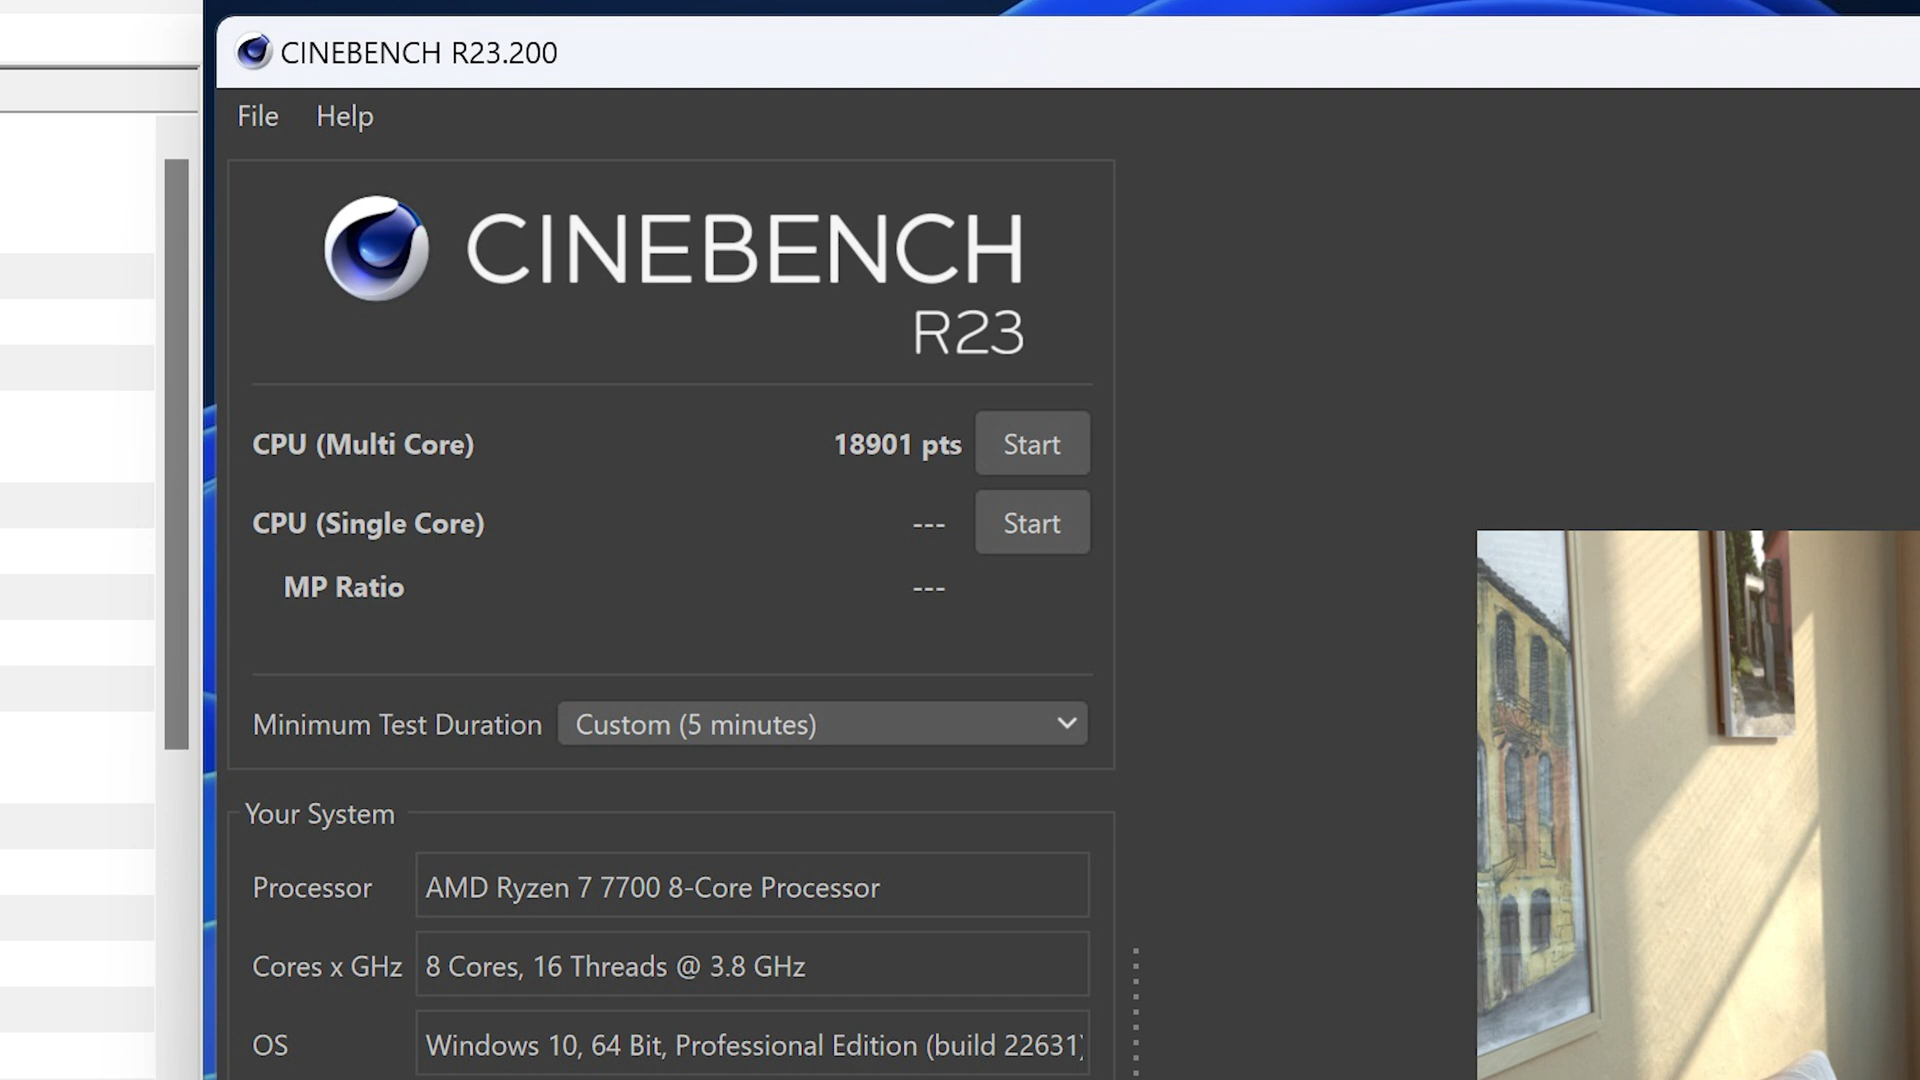 CINEBENCH R23.200
File Help
CINEBENCH
R23
CPU (Multi Core) 18901 pts Start
CPU (Single Core) --- Start
MP Ratio ---
Minimum Test Duration Custom (5 minutes)
Your System
Processor AMD Ryzen 7 7700 8-Core Processor
Cores x GHz 8 Cores, 16 Threads @ 3.8 GHz
OS Windows 10, 64 Bit, Professional Edition (build 22631)